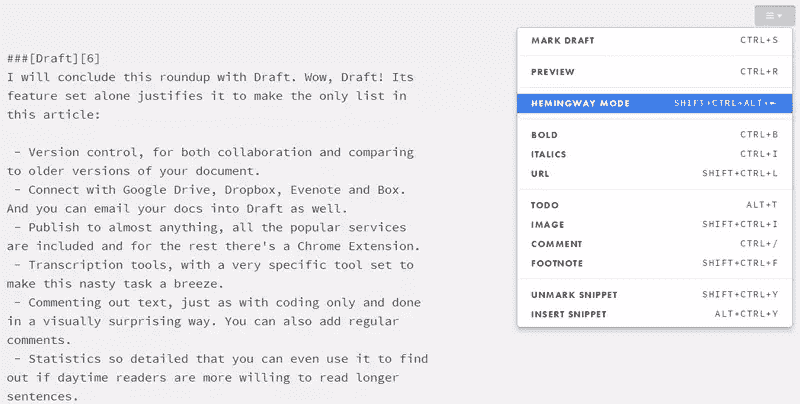 ###[Draft][6]
I will conclude this roundup with Draft. Wow, Draft! Its
feature set alone justifies it to make the only list in
this article:
- Version control, for both collaboration and comparing
to older versions of your document.
- Connect with Google Drive, Dropbox, Evenote and Box.
And you can email your docs into Draft as well.
- Publish to almost anything, all the popular services
are included and for the rest there's a Chrome Extension.
- Transcription tools, with a very specific tool set to
make this nasty task a breeze.
- Commenting out text, just as with coding only and done
in a visually surprising way. You can also add regular
comments.
- Statistics so detailed that you can even use it to find
out if daytime readers are more willing to read longer
sentences.
MARK DRAFT CTRL+S
PREVIEW CTRL+R
HEMINGWAY MODE SHIFT+CTRL+ALT+←
BOLD CTRL+B
ITALICS CTRL+I
URL SHIFT+CTRL+L
TODO ALT+T
IMAGE SHIFT+CTRL+I
COMMENT CTRL+/
FOOTNOTE SHIFT+CTRL+F
UNMARK SNIPPET SHIFT+CTRL+Y
INSERT SNIPPET ALT+CTRL+Y